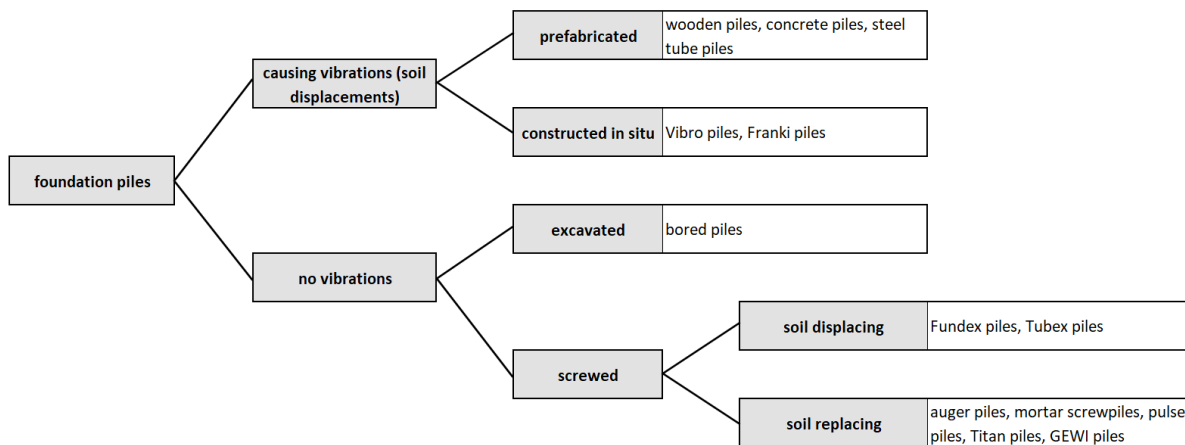 prefabricated
wooden piles, concrete piles, steel
tube piles
causing vibrations (soil
displacements)
constructed in situ
Vibro piles, Franki piles
foundation piles
excavated
bored piles
no vibrations
soil displacing
Fundex piles, Tubex piles
screwed
soil replacing
auger piles, mortar screwpiles, pulse
piles, Titan piles, GEWI piles